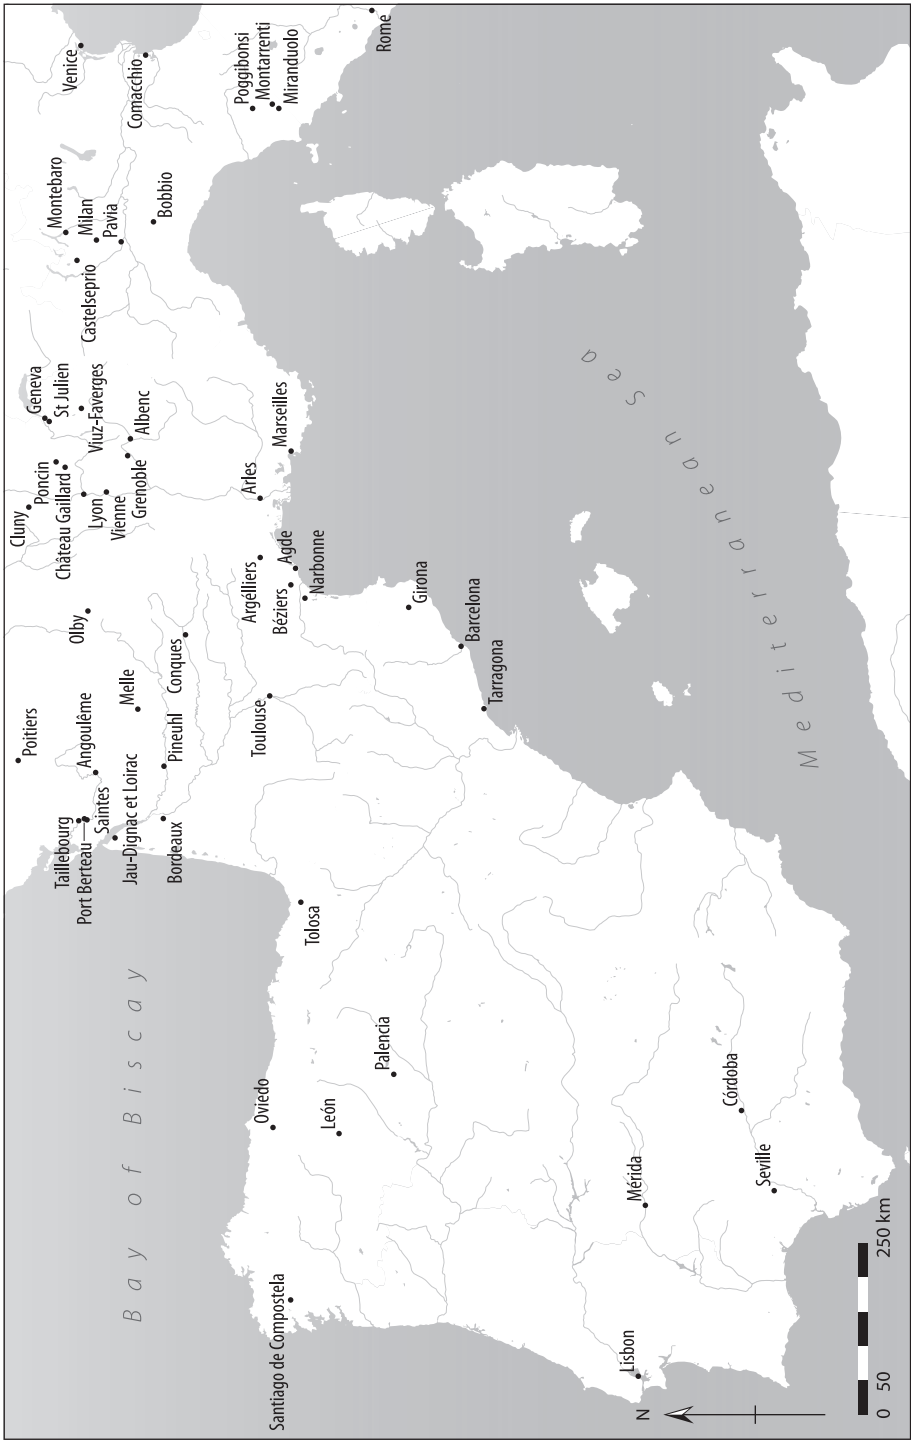 Poitiers
Cluny
Poncin
Château Gaillard
Geneva
St Julien
Montebaro
Venice
Taillebourg
Port Berteau
Saintes
Angoulême
Olby
Lyon
Vienne
Viuz-Faverges
Castelseprio
Milan
Pavia
Jau-Dignac et Loirac
Melle
Grenoble
Albenc
Comacchio
Bay of Biscay
Bordeaux
Pineuhl
Conques
Bobbio
Santiago de Compostela
Oviedo
Toulouse
Argélliers
Arles
Poggibonsi
Montarrenti
Miranduolo
Béziers
Agde
Marseilles
León
Tolosa
Narbonne
Palencia
Girona
Rome
Barcelona
Tarragona
Lisbon
Mérida
Córdoba
Seville
Mediterranean Sea
N
0 50 250 km